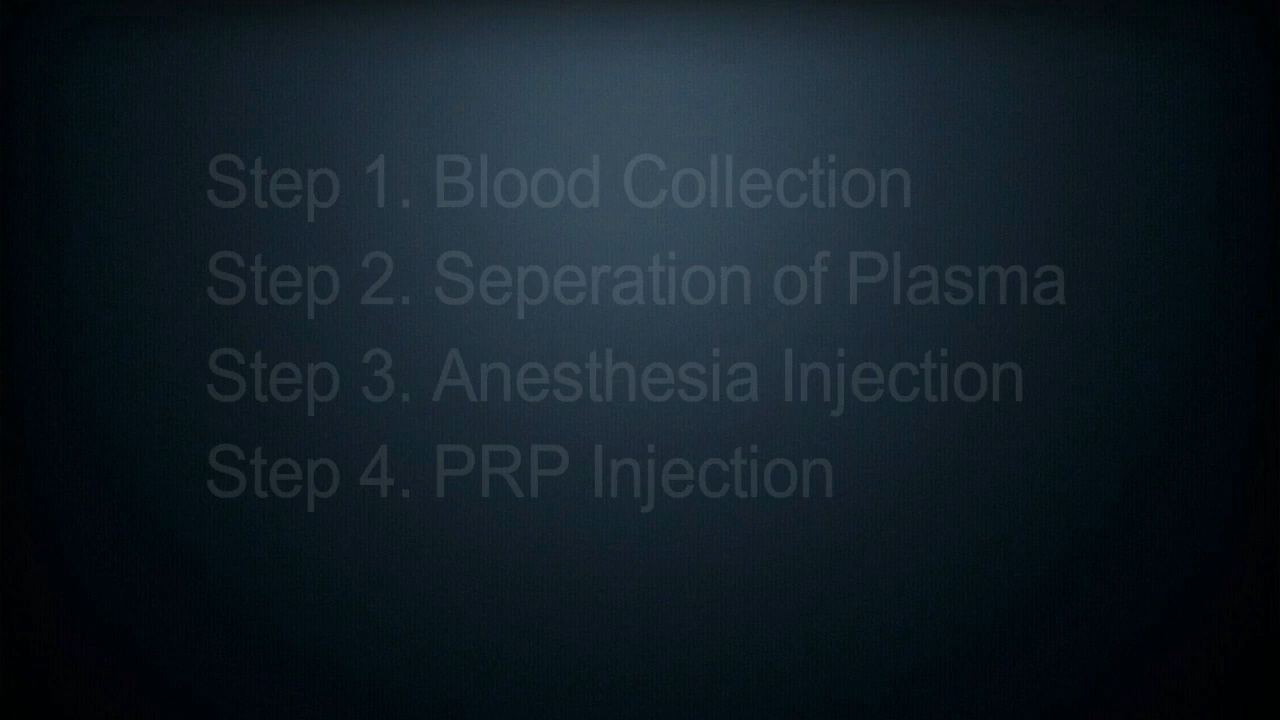 Step 1. Blood Collection
Step 2. Seperation of Plasma
Step 3. Anesthesia Injection
Step 4. PRP Injection